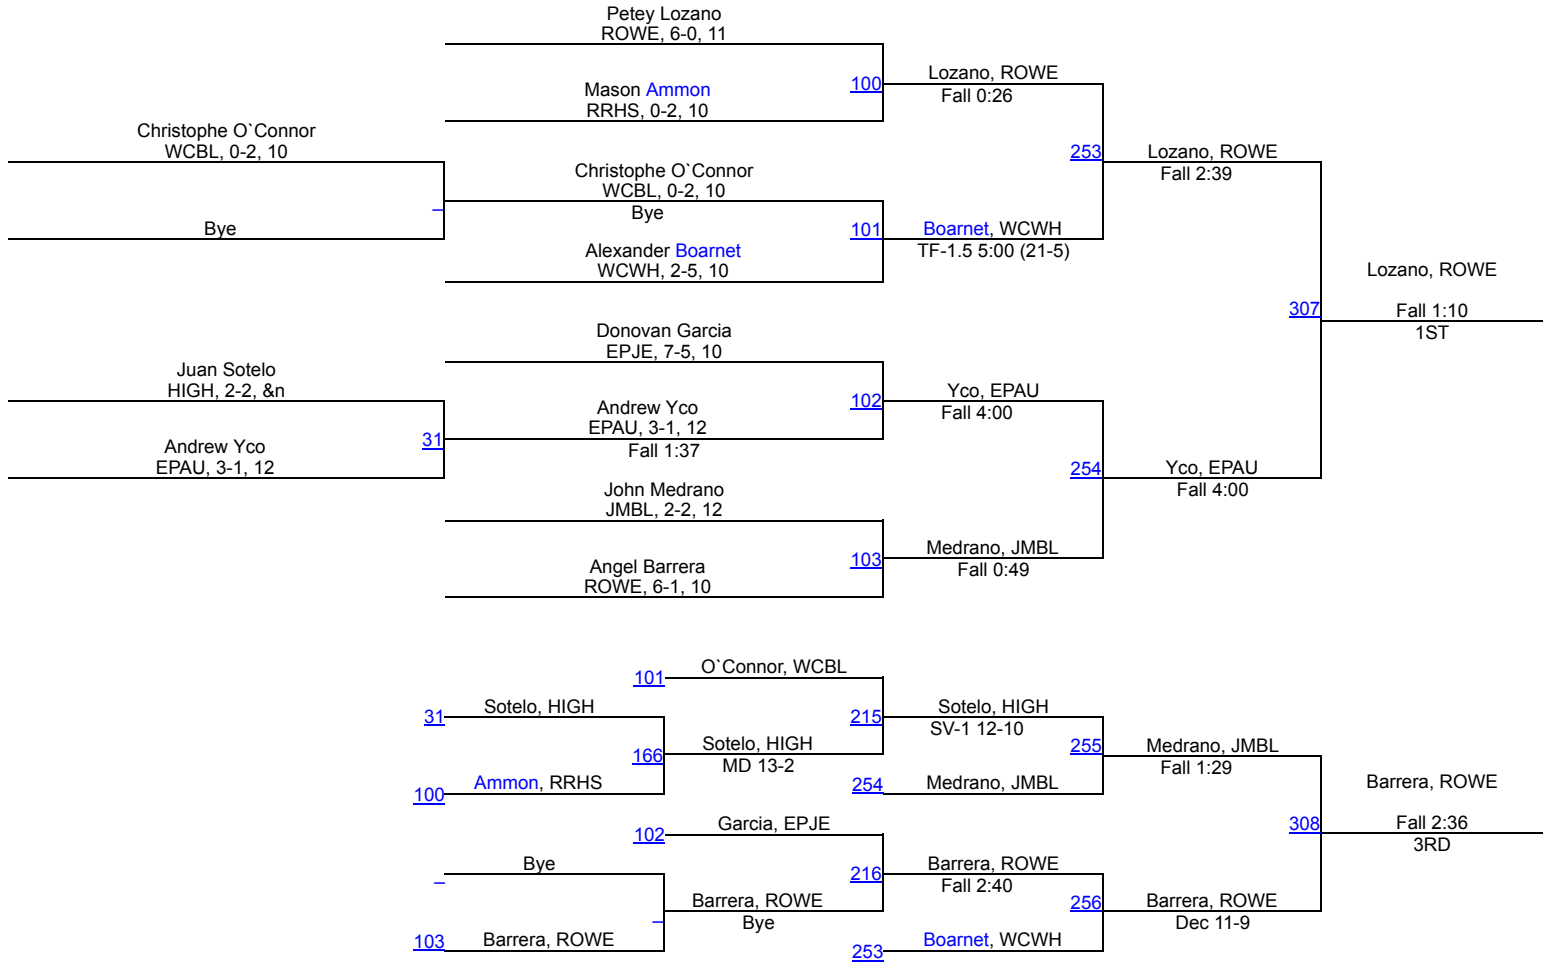 Petey Lozano
ROWE, 6-0, 11
Mason Ammon
RRHS, 0-2, 10
100
Lozano, ROWE
Fall 0:26
Christophe O`Connor
WCBL, 0-2, 10
Bye
_
Christophe O`Connor
WCBL, 0-2, 10
Bye
Alexander Boarnet
WCWH, 2-5, 10
101
Boarnet, WCWH
TF-1.5 5:00 (21-5)
253
Lozano, ROWE
Fall 2:39
Donovan Garcia
EPJE, 7-5, 10
Juan Sotelo
HIGH, 2-2, &n
Andrew Yco
EPAU, 3-1, 12
31
Andrew Yco
EPAU, 3-1, 12
Fall 1:37
102
Yco, EPAU
Fall 4:00
John Medrano
JMBL, 2-2, 12
Angel Barrera
ROWE, 6-1, 10
103
Medrano, JMBL
Fall 0:49
254
Yco, EPAU
Fall 4:00
307
Lozano, ROWE
Fall 1:10
1ST
101
O`Connor, WCBL
31
Sotelo, HIGH
100
Ammon, RRHS
166
Sotelo, HIGH
MD 13-2
215
Sotelo, HIGH
SV-1 12-10
254
Medrano, JMBL
255
Medrano, JMBL
Fall 1:29
102
Garcia, EPJE
_
Bye
103
Barrera, ROWE
_
Barrera, ROWE
Bye
216
Barrera, ROWE
Fall 2:40
253
Boarnet, WCWH
256
Barrera, ROWE
Dec 11-9
308
Barrera, ROWE
Fall 2:36
3RD